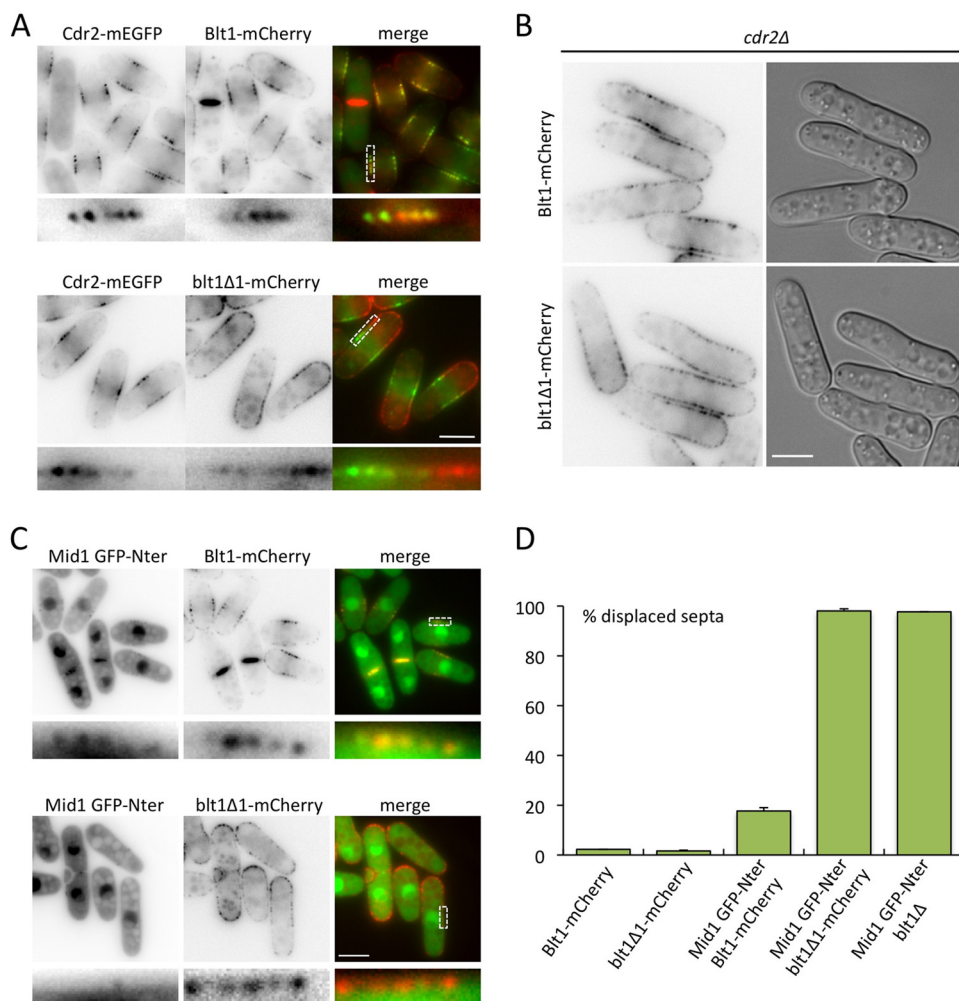 A
Cdr2-mEGFP Blt1-mCherry merge
Cdr2-mEGFP blt1Δ1-mCherry merge
B
cdr2Δ
Blt1-mCherry
blt1Δ1-mCherry
C
Mid1 GFP-Nter Blt1-mCherry merge
Mid1 GFP-Nter blt1Δ1-mCherry merge
D
% displaced septa
100
80
60
40
20
0
Blt1-mCherry
blt1Δ1-mCherry
Mid1 GFP-Nter
Blt1-mCherry
Mid1 GFP-Nter
blt1Δ1-mCherry
Mid1 GFP-Nter
blt1Δ